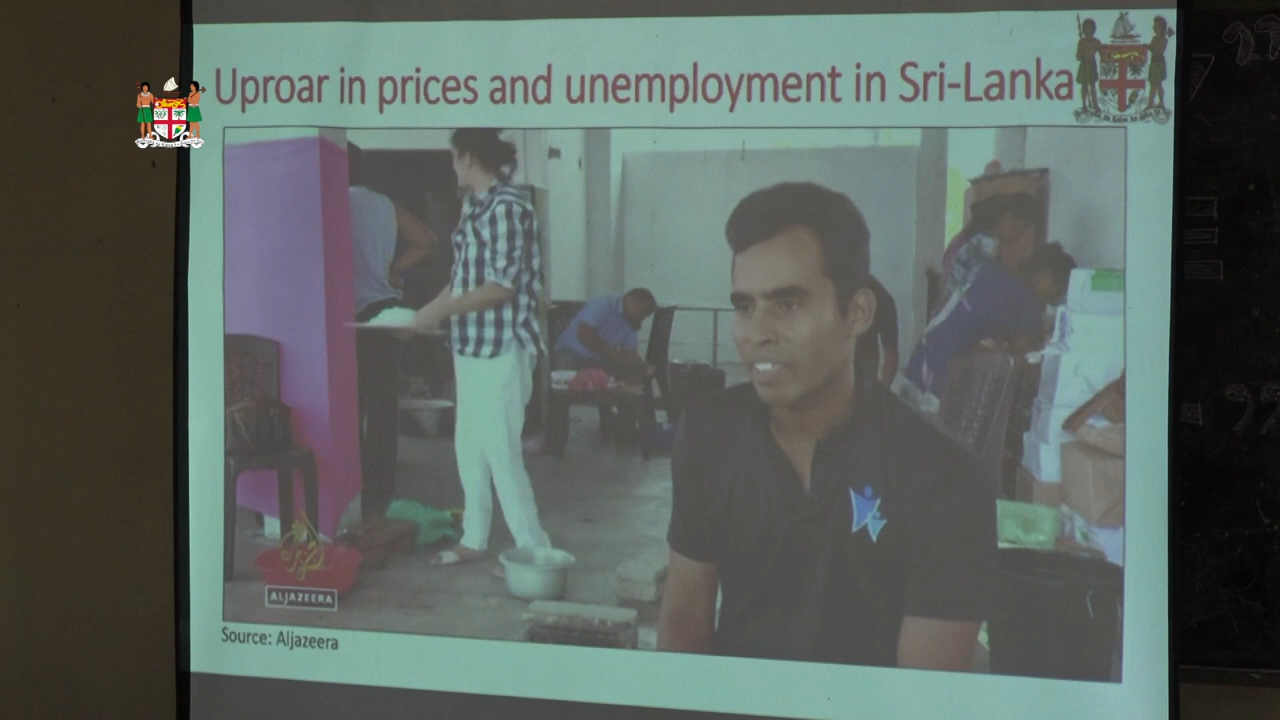 Uproar in prices and unemployment in Sri-Lanka
ALJAZEERA
Source: Aljazeera